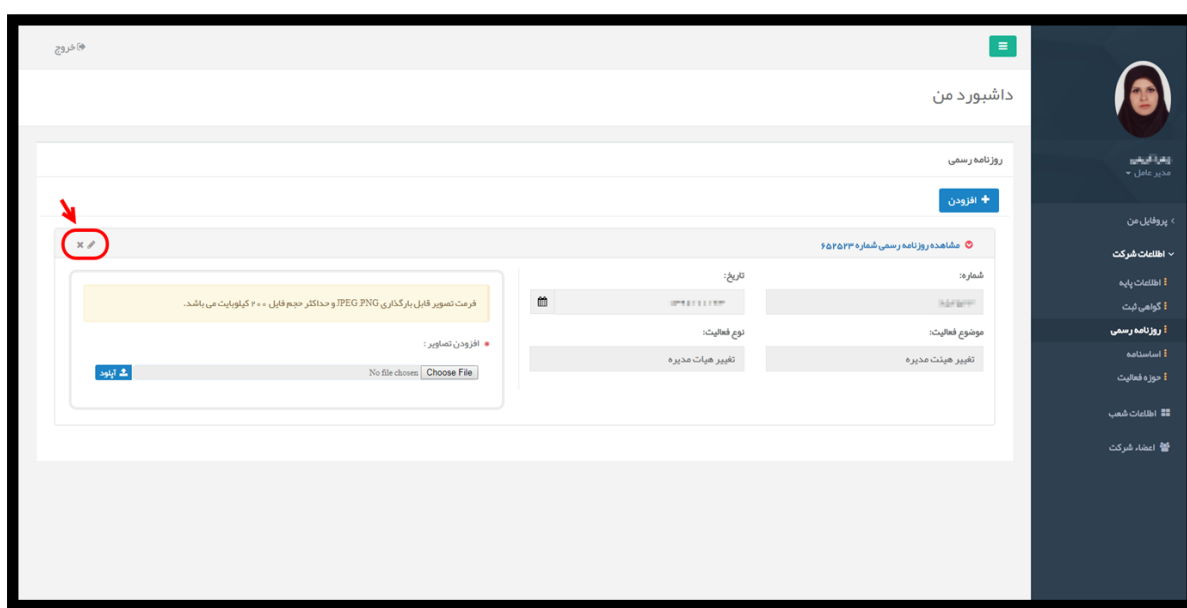 خروج
داشبورد من
روزنامه رسمی
+ افزودن
مشاهده روزنامه رسمی شماره ۶۵۲۵۲۳
شماره:
تاریخ:
موضوع فعالیت:
نوع فعالیت:
تغییر هیئت مدیره
تغییر هیات مدیره
فرمت تصویر قابل بارگذاری JPEG ,PNG و حداکثر حجم فایل ۲۰۰ کیلوبایت می باشد.
افزودن تصاویر :
Choose File No file chosen
آپلود
مدیر عامل
پروفایل من
اطلاعات شرکت
اطلاعات پایه
گواهی ثبت
روزنامه رسمی
اساسنامه
حوزه فعالیت
اطلاعات شعب
اعضاء شرکت